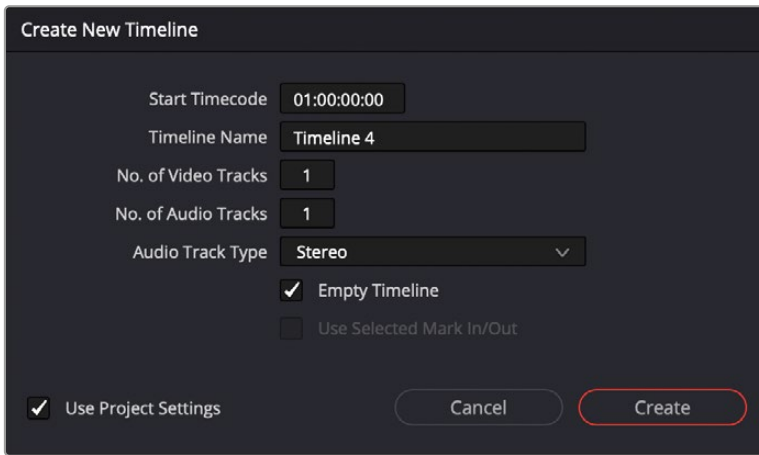 Create New Timeline
Start Timecode 01:00:00:00
Timeline Name Timeline 4
No. of Video Tracks 1
No. of Audio Tracks 1
Audio Track Type Stereo
Empty Timeline
Use Selected Mark In/Out
Use Project Settings Cancel Create